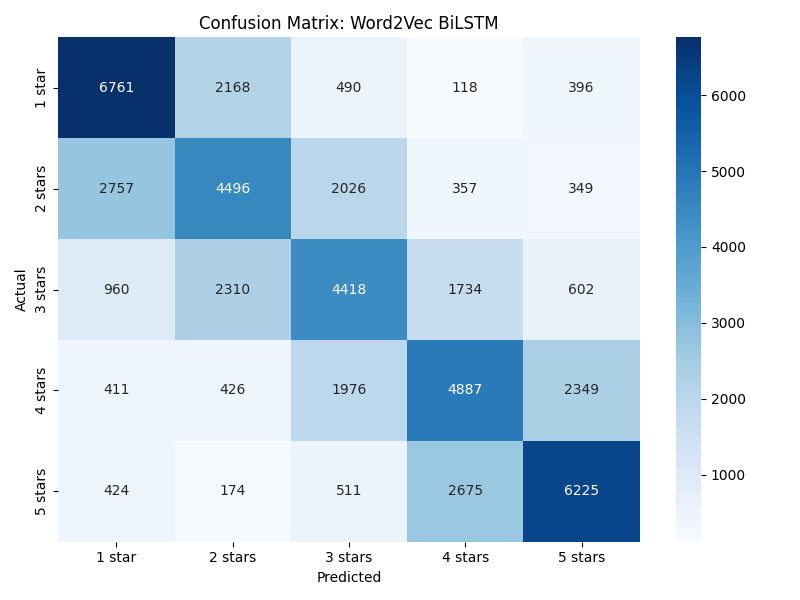 Confusion Matrix: Word2Vec BiLSTM
Actual
1 star 6761 2168 490 118 396
2 stars 2757 4496 2026 357 349
3 stars 960 2310 4418 1734 602
4 stars 411 426 1976 4887 2349
5 stars 424 174 511 2675 6225
1 star 2 stars 3 stars 4 stars 5 stars
Predicted
6000
5000
4000
3000
2000
1000